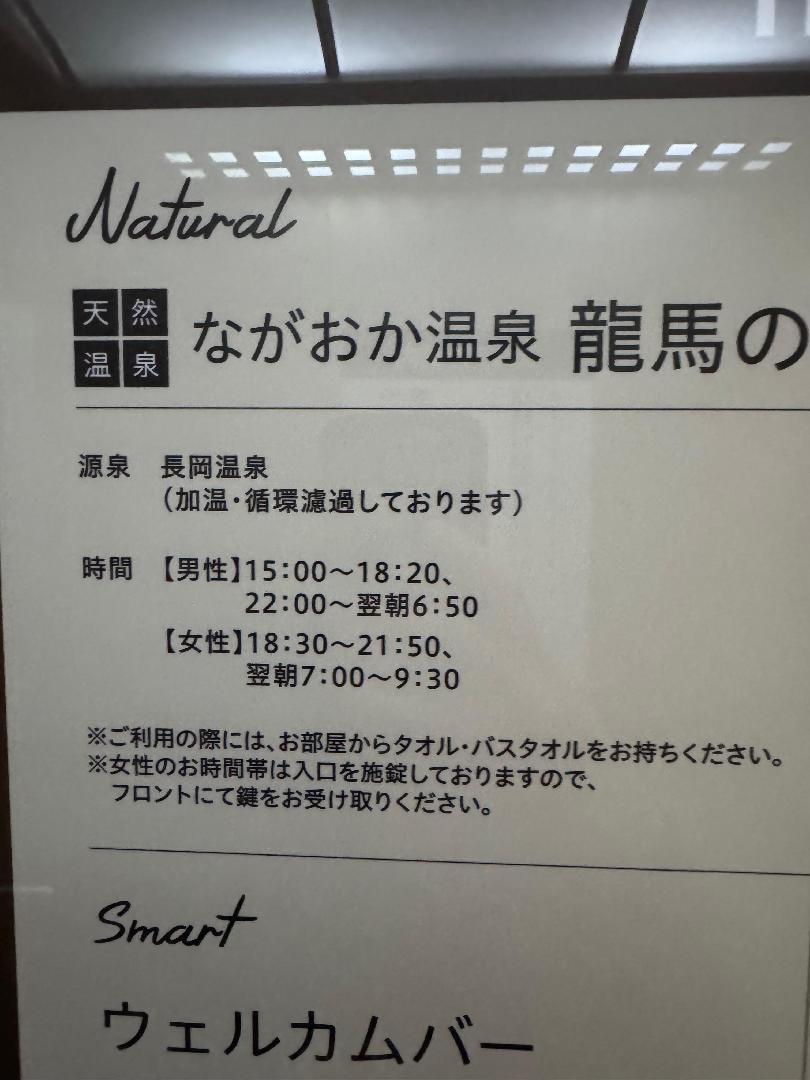 Natural
天然
温泉
ながおか温泉 龍馬の
源泉 長岡温泉
（加温・循環濾過しております）
時間 【男性】15：00～18：20、
22：00～翌朝6：50
【女性】18：30～21：50、
翌朝7：00～9：30
※ご利用の際には、お部屋からタオル・バスタオルをお持ちください。
※女性のお時間帯は入口を施錠しておりますので、
フロントにて鍵をお受け取りください。
Smart
ウェルカムバー